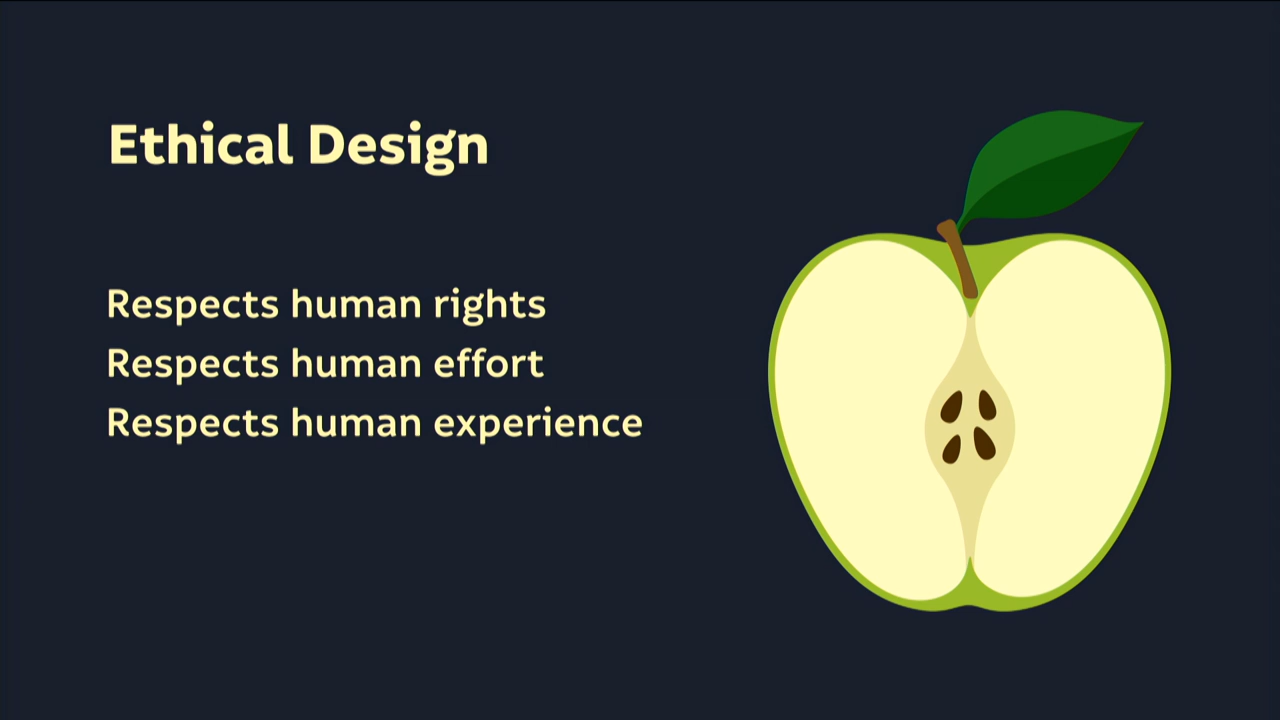 Ethical Design
Respects human rights
Respects human effort
Respects human experience